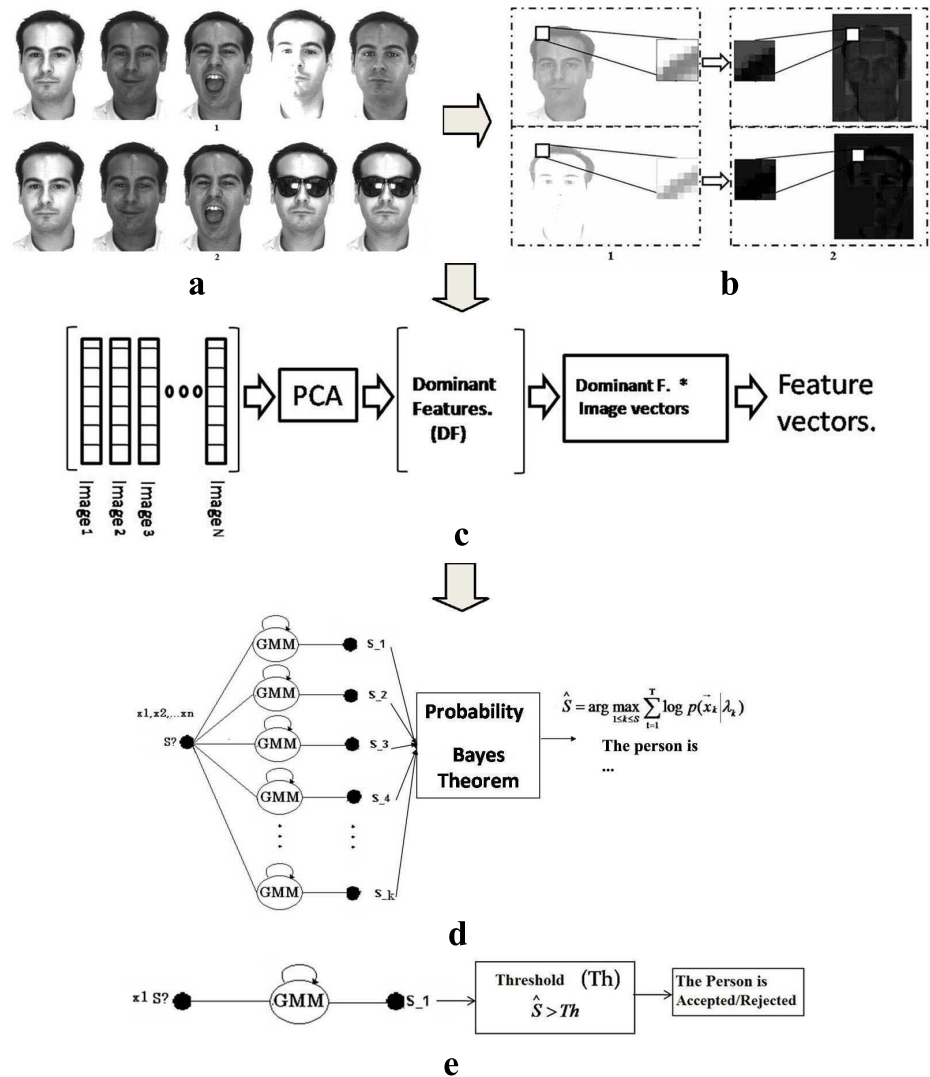 1
2
a
1
2
b
Image 1
Image 2
Image 3
Image N
PCA
Dominant
Features.
(DF)
Dominant F. *
Image vectors
Feature
vectors.
c
x1,x2,...xn
S?
GMM
S_1
GMM
S_2
GMM
S_3
GMM
S_4
GMM
S_k
Probability
Bayes
Theorem
Ŝ = arg max_{1≤k≤S} ∑_{t=1}^{T} log p(x⃗_k | λ_k)
The person is
...
d
x1 S?
GMM
S_1
Threshold (Th)
Ŝ > Th
The Person is
Accepted/Rejected
e